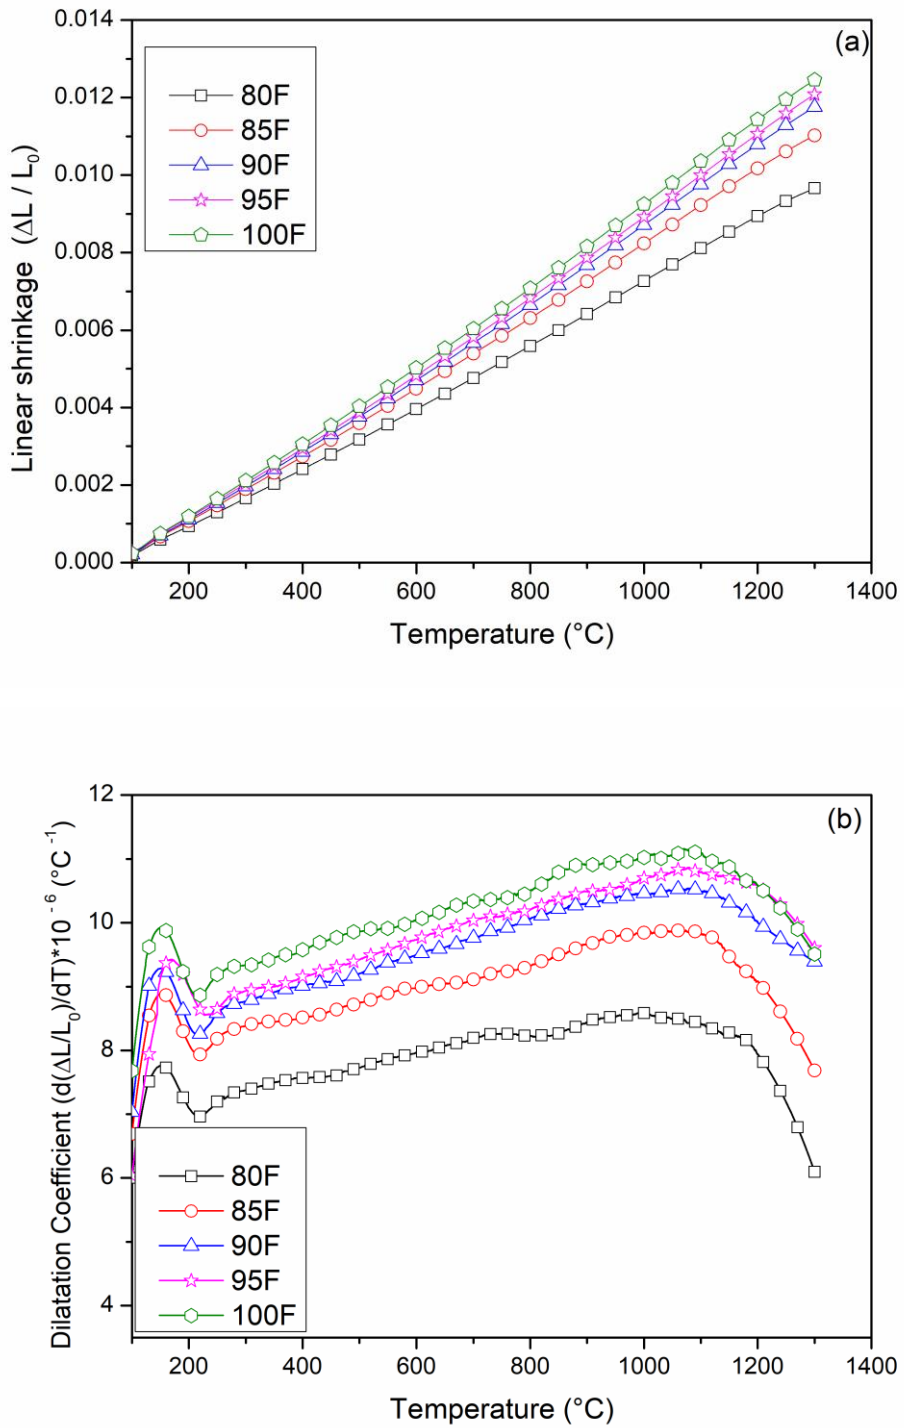 0.014
(a)
80F
85F
90F
95F
100F
0.012
0.010
0.008
0.006
0.004
0.002
0.000
Linear shrinkage (ΔL / L₀)
200 400 600 800 1000 1200 1400
Temperature (°C)
12
(b)
10
8
6
4
Dilatation Coefficient (d(ΔL/L₀)/dT)*10⁻⁶ (°C⁻¹)
80F
85F
90F
95F
100F
200 400 600 800 1000 1200 1400
Temperature (°C)